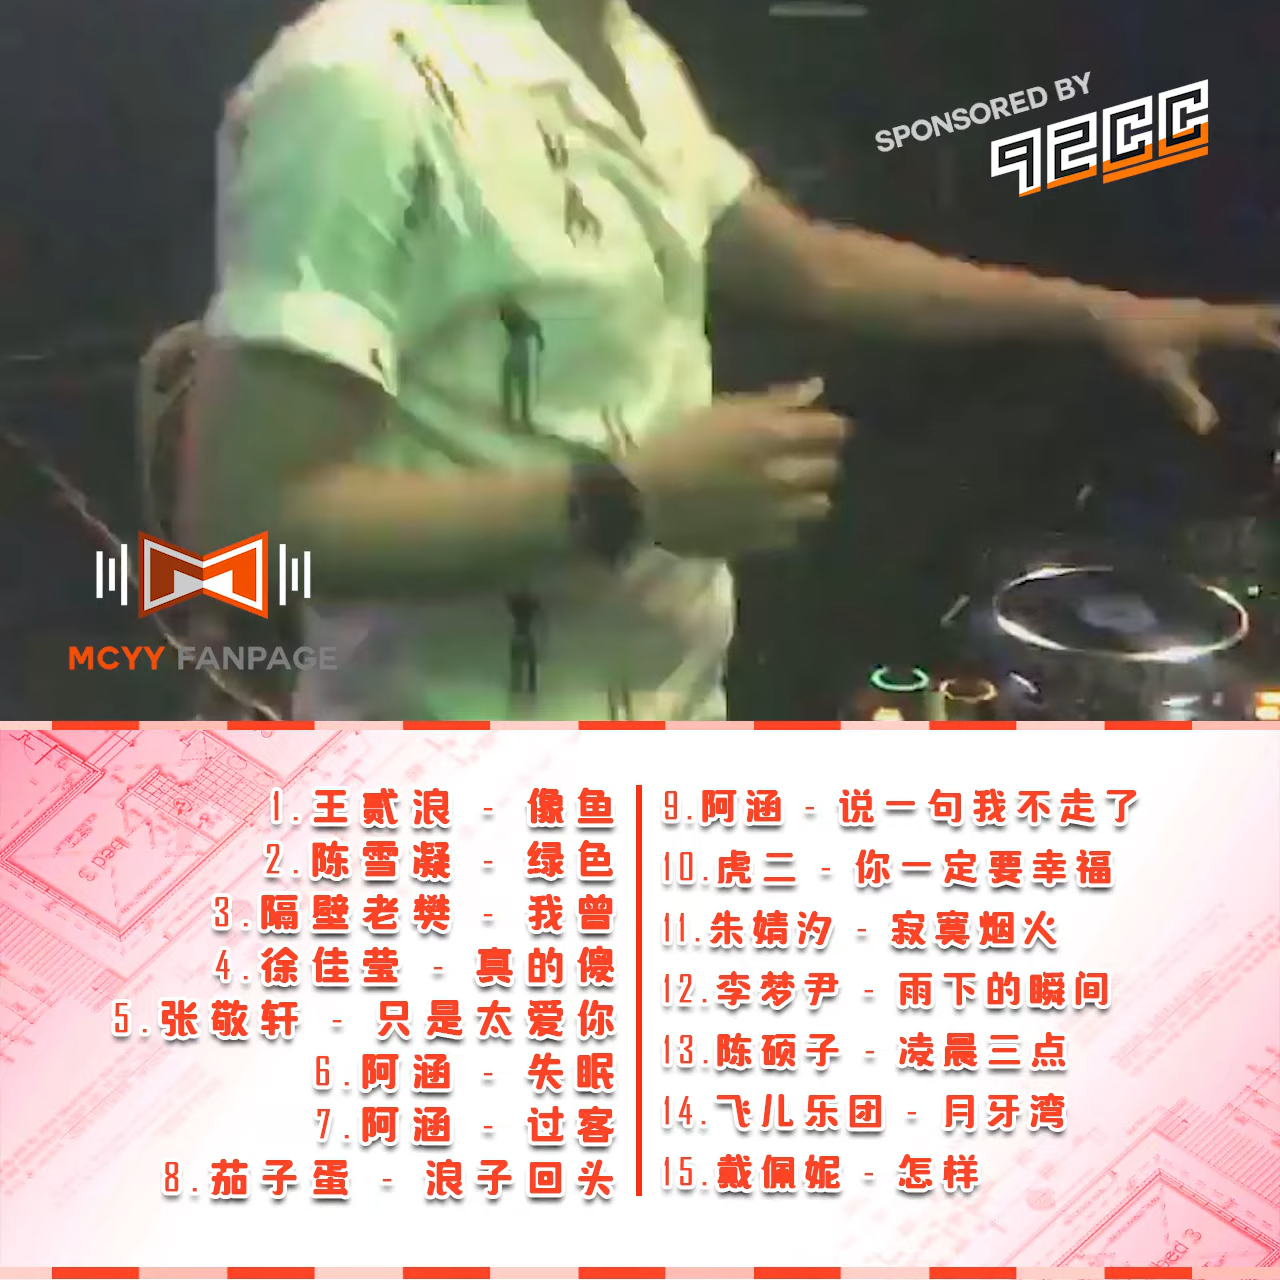 SPONSORED BY
92CC
MCYY FANPAGE
1.王贰浪 - 像鱼
2.陈雪凝 - 绿色
3.隔壁老樊 - 我曾
4.徐佳莹 - 真的傻
5.张敬轩 - 只是太爱你
6.阿涵 - 失眠
7.阿涵 - 过客
8.茄子蛋 - 浪子回头
9.阿涵 - 说一句我不走了
10.虎二 - 你一定要幸福
11.朱婧汐 - 寂寞烟火
12.李梦尹 - 雨下的瞬间
13.陈硕子 - 凌晨三点
14.飞儿乐团 - 月牙湾
15.戴佩妮 - 怎样